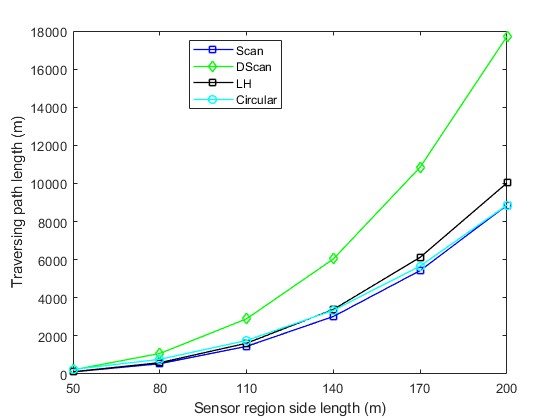 18000
16000
14000
12000
10000
8000
6000
4000
2000
0
Traversing path length (m)
Scan
DScan
LH
Circular
50 80 110 140 170 200
Sensor region side length (m)